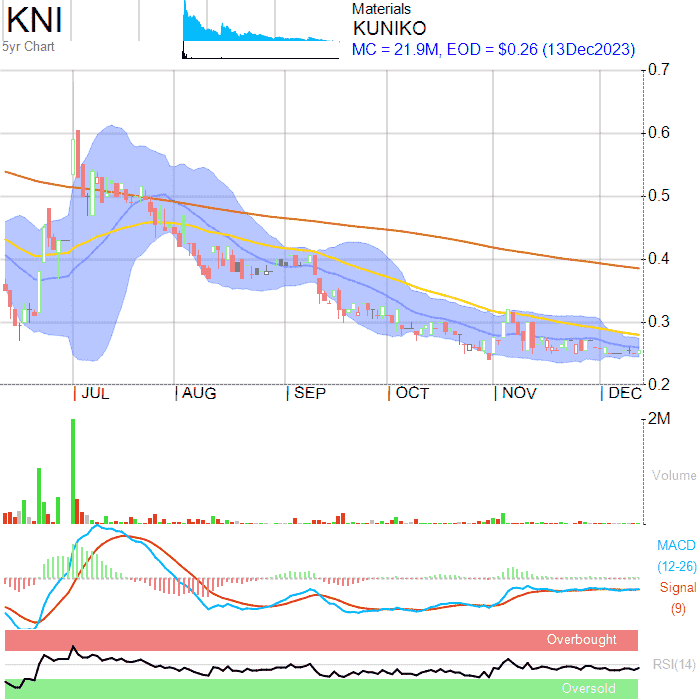 KNI
5yr Chart
Materials
KUNIKO
MC = 21.9M, EOD = $0.26 (13Dec2023)
0.7
0.6
0.5
0.4
0.3
0.2
JUL AUG SEP OCT NOV DEC
2M
Volume
MACD
(12-26)
Signal
(9)
Overbought
RSI(14)
Oversold